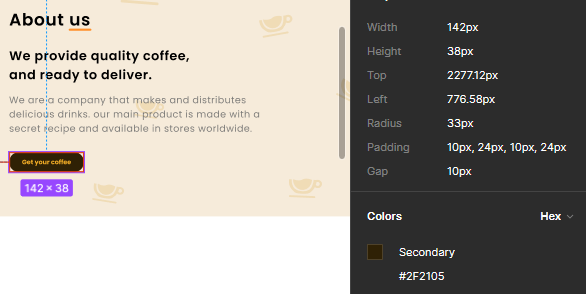 About us
We provide quality coffee,
and ready to deliver.
We are a company that makes and distributes
delicious drinks. our main product is made with a
secret recipe and available in stores worldwide.
Get your coffee
142 × 38
Width 142px
Height 38px
Top 2277.12px
Left 776.58px
Radius 33px
Padding 10px, 24px, 10px, 24px
Gap 10px
Colors Hex
Secondary
#2F2105